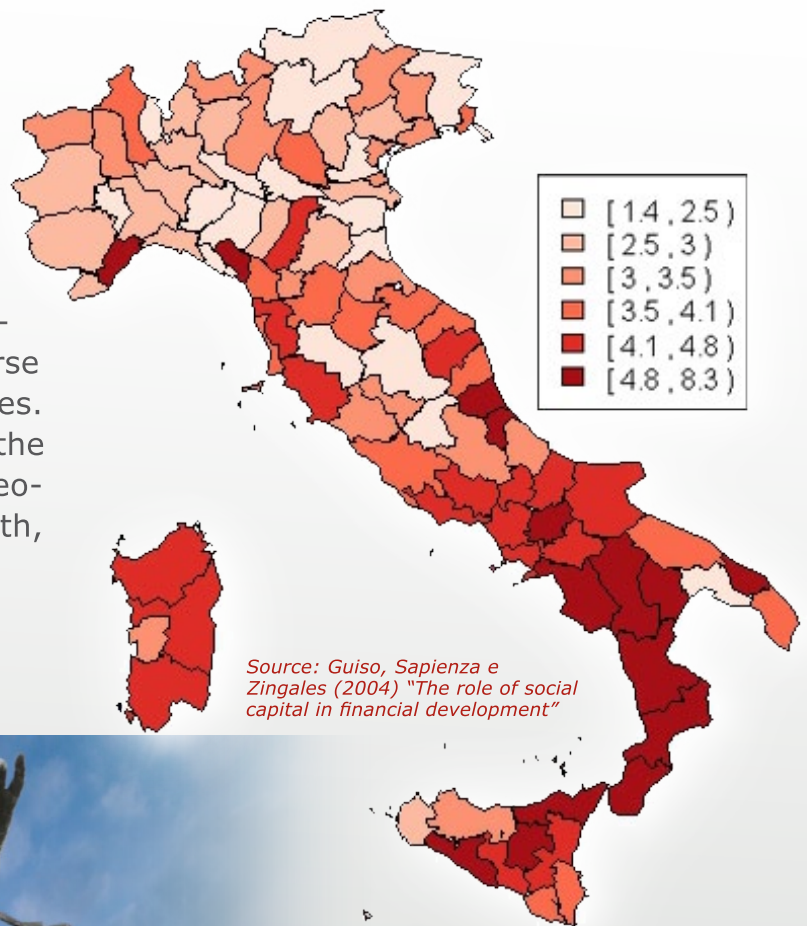 [ 1.4 , 2.5 )
[ 2.5 , 3 )
[ 3 , 3.5 )
[ 3.5 , 4.1 )
[ 4.1 , 4.8 )
[ 4.8 , 8.3 )
es.
the
eo-
th,
Source: Guiso, Sapienza e
Zingales (2004) “The role of social
capital in financial development”